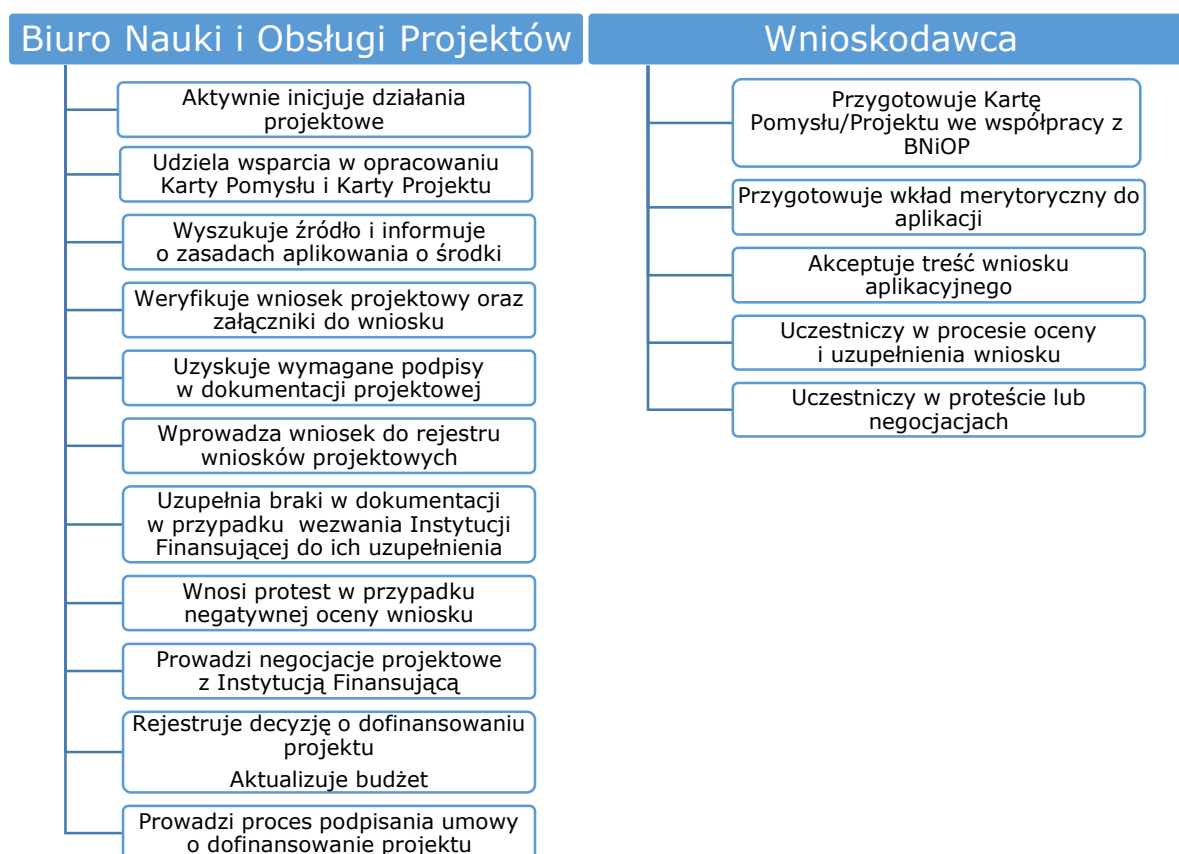 Biuro Nauki i Obsługi Projektów
Aktywnie inicjuje działania
projektowe
Udziela wsparcia w opracowaniu
Karty Pomysłu i Karty Projektu
Wyszukuje źródło i informuje
o zasadach aplikowania o środki
Weryfikuje wniosek projektowy oraz
załączniki do wniosku
Uzyskuje wymagane podpisy
w dokumentacji projektowej
Wprowadza wniosek do rejestru
wniosków projektowych
Uzupełnia braki w dokumentacji
w przypadku  wezwania Instytucji
Finansującej do ich uzupełnienia
Wnosi protest w przypadku
negatywnej oceny wniosku
Prowadzi negocjacje projektowe
z Instytucją Finansującą
Rejestruje decyzję o dofinansowaniu
projektu
Aktualizuje budżet
Prowadzi proces podpisania umowy
o dofinansowanie projektu
Wnioskodawca
Przygotowuje Kartę
Pomysłu/Projektu we współpracy z
BNiOP
Przygotowuje wkład merytoryczny do
aplikacji
Akceptuje treść wniosku
aplikacyjnego
Uczestniczy w procesie oceny
i uzupełnienia wniosku
Uczestniczy w proteście lub
negocjacjach